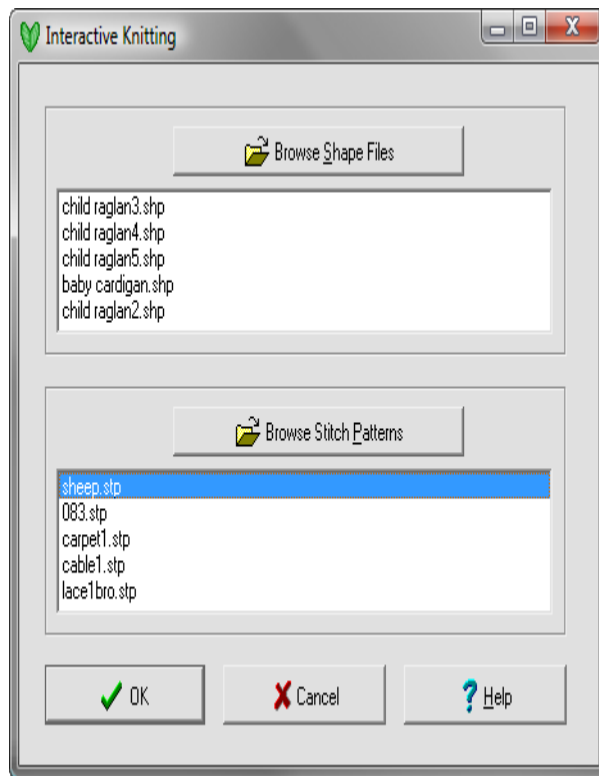 Interactive Knitting
Browse Shape Files
child raglan3.shp
child raglan4.shp
child raglan5.shp
baby cardigan.shp
child raglan2.shp
Browse Stitch Patterns
sheep.stp
083.stp
carpet1.stp
cable1.stp
lace1bro.stp
OK
Cancel
Help